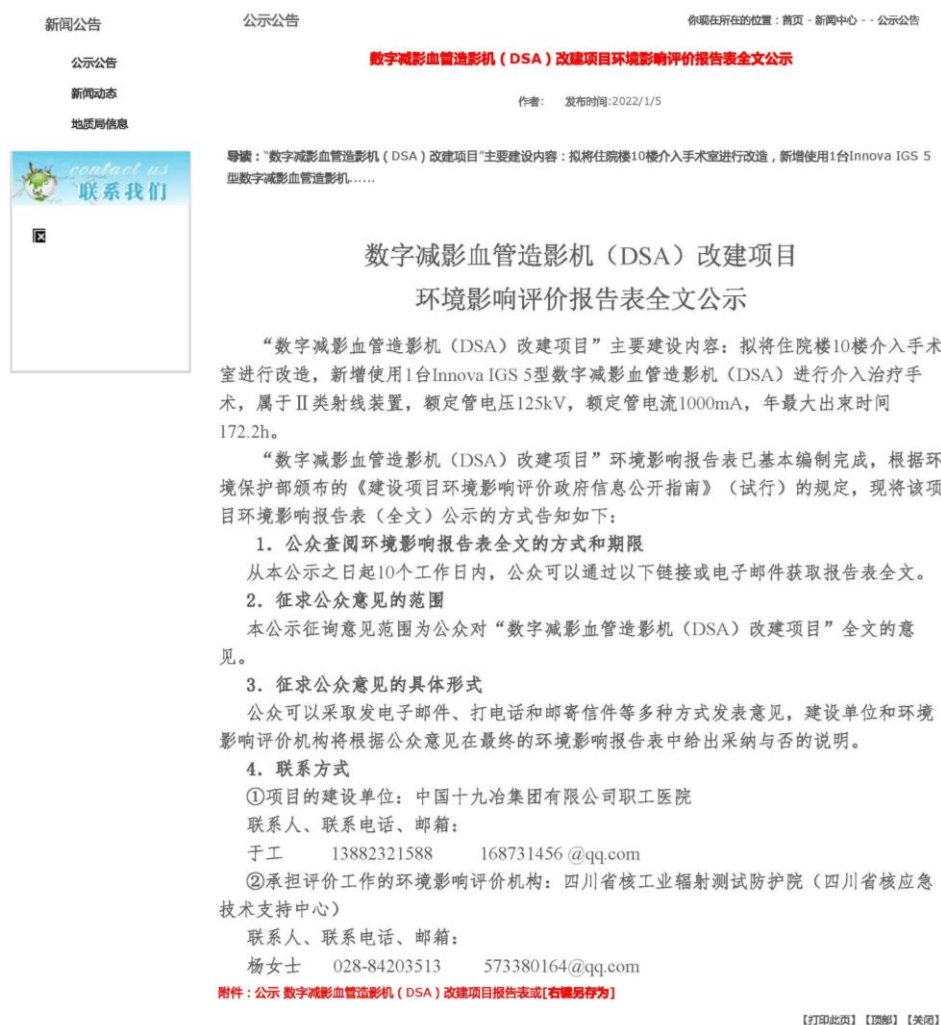 新闻公告
公示公告
新闻动态
地质局信息
contact us
联系我们
公示公告
你现在所在的位置：首页 - 新闻中心 - - 公示公告
数字减影血管造影机（DSA）改建项目环境影响评价报告表全文公示
作者： 发布时间:2022/1/5
导读："数字减影血管造影机（DSA）改建项目"主要建设内容：拟将住院楼10楼介入手术室进行改造，新增使用1台Innova IGS 5
型数字减影血管造影机……
数字减影血管造影机（DSA）改建项目
环境影响评价报告表全文公示
“数字减影血管造影机（DSA）改建项目”主要建设内容：拟将住院楼10楼介入手术
室进行改造，新增使用1台Innova IGS 5型数字减影血管造影机（DSA）进行介入治疗手
术，属于Ⅱ类射线装置，额定管电压125kV，额定管电流1000mA，年最大出束时间
172.2h。
“数字减影血管造影机（DSA）改建项目”环境影响报告表已基本编制完成，根据环
境保护部颁布的《建设项目环境影响评价政府信息公开指南》（试行）的规定，现将该项
目环境影响报告表（全文）公示的方式告知如下：
1．公众查阅环境影响报告表全文的方式和期限
从本公示之日起10个工作日内，公众可以通过以下链接或电子邮件获取报告表全文。
2．征求公众意见的范围
本公示征询意见范围为公众对“数字减影血管造影机（DSA）改建项目”全文的意
见。
3．征求公众意见的具体形式
公众可以采取发电子邮件、打电话和邮寄信件等多种方式发表意见，建设单位和环境
影响评价机构将根据公众意见在最终的环境影响报告表中给出采纳与否的说明。
4．联系方式
①项目的建设单位：中国十九冶集团有限公司职工医院
联系人、联系电话、邮箱：
于工 13882321588 168731456 @qq.com
②承担评价工作的环境影响评价机构：四川省核工业辐射测试防护院（四川省核应急
技术支持中心）
联系人、联系电话、邮箱：
杨女士 028-84203513 573380164@qq.com
附件：公示 数字减影血管造影机（DSA）改建项目报告表或[右键另存为]
【打印此页】【顶部】【关闭】